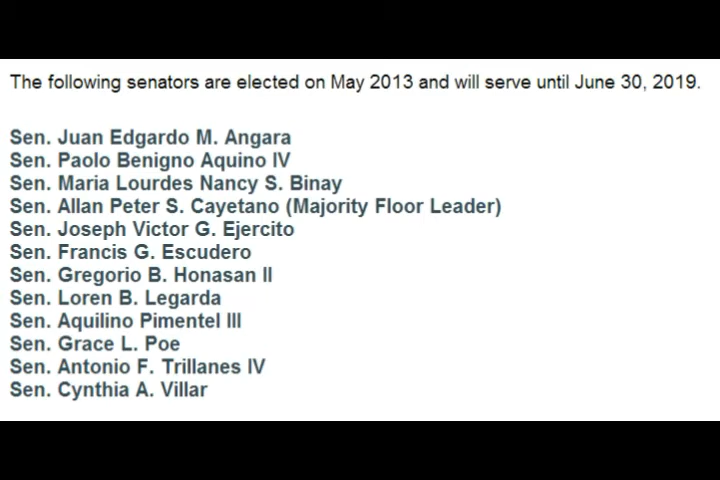 The following senators are elected on May 2013 and will serve until June 30, 2019.
Sen. Juan Edgardo M. Angara
Sen. Paolo Benigno Aquino IV
Sen. Maria Lourdes Nancy S. Binay
Sen. Allan Peter S. Cayetano (Majority Floor Leader)
Sen. Joseph Victor G. Ejercito
Sen. Francis G. Escudero
Sen. Gregorio B. Honasan II
Sen. Loren B. Legarda
Sen. Aquilino Pimentel III
Sen. Grace L. Poe
Sen. Antonio F. Trillanes IV
Sen. Cynthia A. Villar